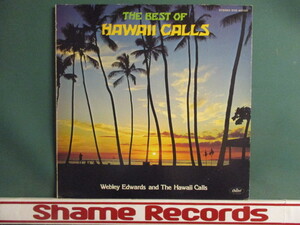 THE BEST OF
HAWAII CALLS
Webley Edwards and The Hawaii Calls
Shame Records